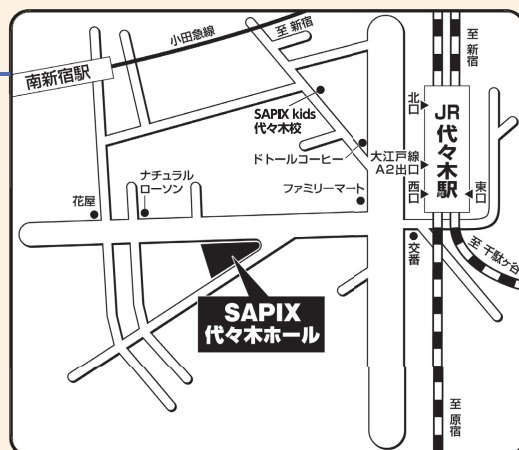 小田急線
至 新宿
至 新宿
南新宿駅
SAPIX kids
代々木校
北口
JR代々木駅
ドトールコーヒー
大江戸線
A2出口
ナチュラル
ローソン
ファミリーマート
西口
東口
花屋
交番
至 千駄ヶ谷
SAPIX
代々木ホール
至 原宿